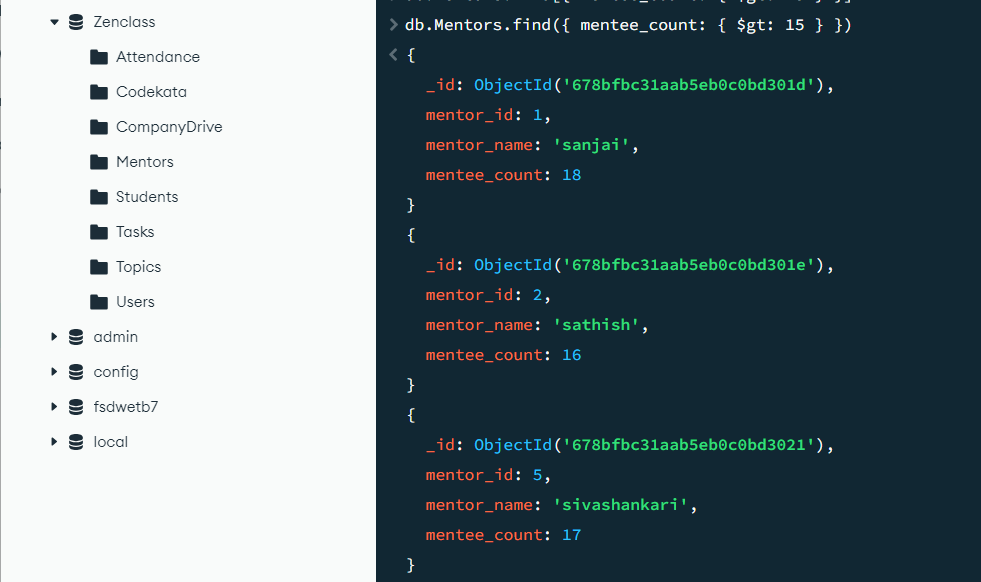 Zenclass
Attendance
Codekata
CompanyDrive
Mentors
Students
Tasks
Topics
Users
admin
config
fsdwetb7
local
> db.Mentors.find({ mentee_count: { $gt: 15 } })
< {
_id: ObjectId('678bfbc31aab5eb0c0bd301d'),
mentor_id: 1,
mentor_name: 'sanjai',
mentee_count: 18
}
{
_id: ObjectId('678bfbc31aab5eb0c0bd301e'),
mentor_id: 2,
mentor_name: 'sathish',
mentee_count: 16
}
{
_id: ObjectId('678bfbc31aab5eb0c0bd3021'),
mentor_id: 5,
mentor_name: 'sivashankari',
mentee_count: 17
}